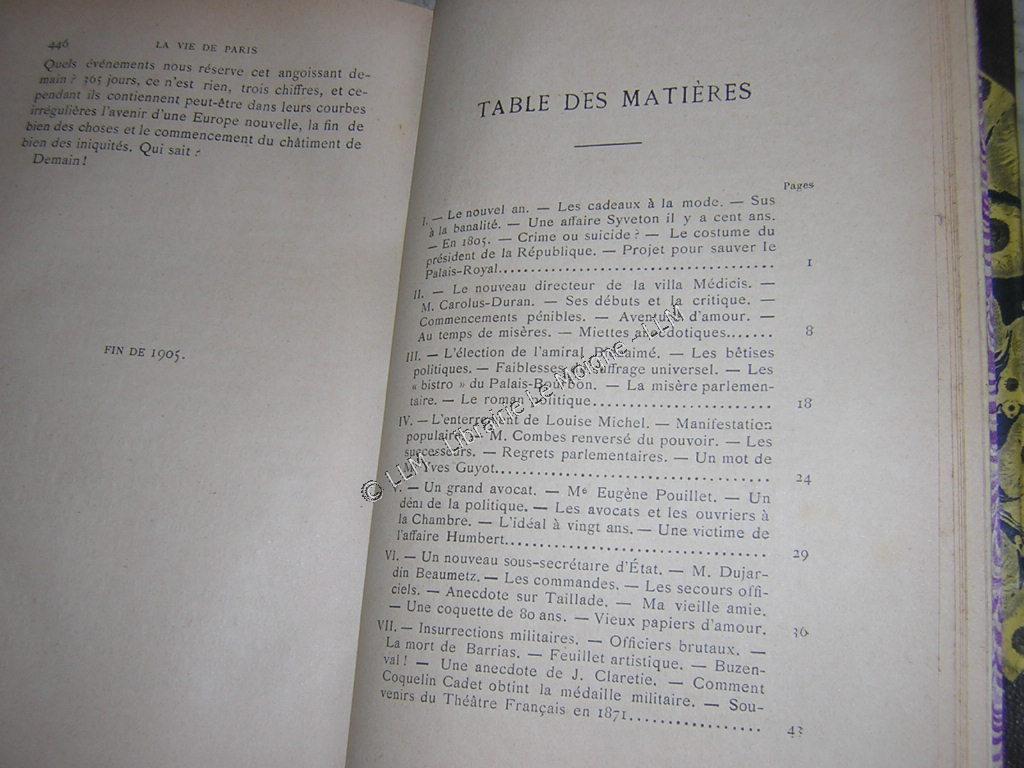 446
LA VIE DE PARIS
Quels événements nous réserve cet angoissant de-
main ? 365 jours, ce n'est rien, trois chiffres, et ce-
pendant ils contiennent peut-être dans leurs courbes
irrégulières l'avenir d'une Europe nouvelle, la fin de
bien des choses et le commencement du châtiment de
bien des iniquités. Qui sait ?
Demain !
FIN DE 1905.
TABLE DES MATIÈRES
Pages
I. — Le nouvel an. — Les cadeaux à la mode. — Sus
à la banalité. — Une affaire Syveton il y a cent ans.
— En 1805. — Crime ou suicide ? — Le costume du
président de la République. — Projet pour sauver le
Palais-Royal........................................ 1
II. — Le nouveau directeur de la villa Médicis. —
M. Carolus-Duran. — Ses débuts et la critique. —
Commencements pénibles. — Aventures d'amour. —
Au temps de misères. — Miettes anecdotiques...... 8
III. — L'élection de l'amiral Bienaimé. — Les bêtises
politiques. — Faiblesses du suffrage universel. — Les
« bistro » du Palais-Bourbon. — La misère parlemen-
taire. — Le roman politique.......................... 18
IV. — L'enterrement de Louise Michel. — Manifestation
populaire. — M. Combes renversé du pouvoir. — Les
successeurs. — Regrets parlementaires. — Un mot de
M. Yves Guyot........................................ 24
V. — Un grand avocat. — Me Eugène Pouillet. — Un
déni de la politique. — Les avocats et les ouvriers à
la Chambre. — L'idéal à vingt ans. — Une victime de
l'affaire Humbert..................................... 29
VI. — Un nouveau sous-secrétaire d'État. — M. Dujar-
din Beaumetz. — Les commandes. — Les secours offi-
ciels. — Anecdote sur Taillade. — Ma vieille amie.
— Une coquette de 80 ans. — Vieux papiers d'amour. 36
VII. — Insurrections militaires. — Officiers brutaux. —
La mort de Barrias. — Feuillet artistique. — Buzen-
val ! — Une anecdote de J. Claretie. — Comment
Coquelin Cadet obtint la médaille militaire. — Sou-
venirs du Théâtre Français en 1871.................. 43
© LLM - Librairie Le Moigne - LLM